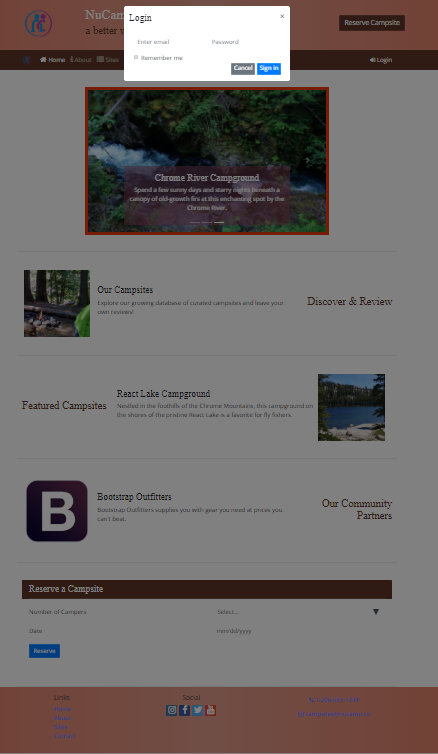 NuCam
a better
Login
×
Enter email
Password
Remember me
Cancel
Sign in
Reserve Campsite
Home
About
Sites
Login
Chrome River Campground
Spend a few sunny days and starry nights beneath a
canopy of old-growth firs at this enchanting spot by the
Chrome River.
Our Campsites
Explore our growing database of curated campsites and leave your
own reviews!
Discover & Review
Featured Campsites
React Lake Campground
Nestled in the foothills of the Chrome Mountains, this campground on
the shores of the pristine React Lake is a favorite for fly fishers.
B
Bootstrap Outfitters
Bootstrap Outfitters supplies you with gear you need at prices you
can't beat.
Our Community
Partners
Reserve a Campsite
Number of Campers
Select...
Date
mm/dd/yyyy
Reserve
Links
Social